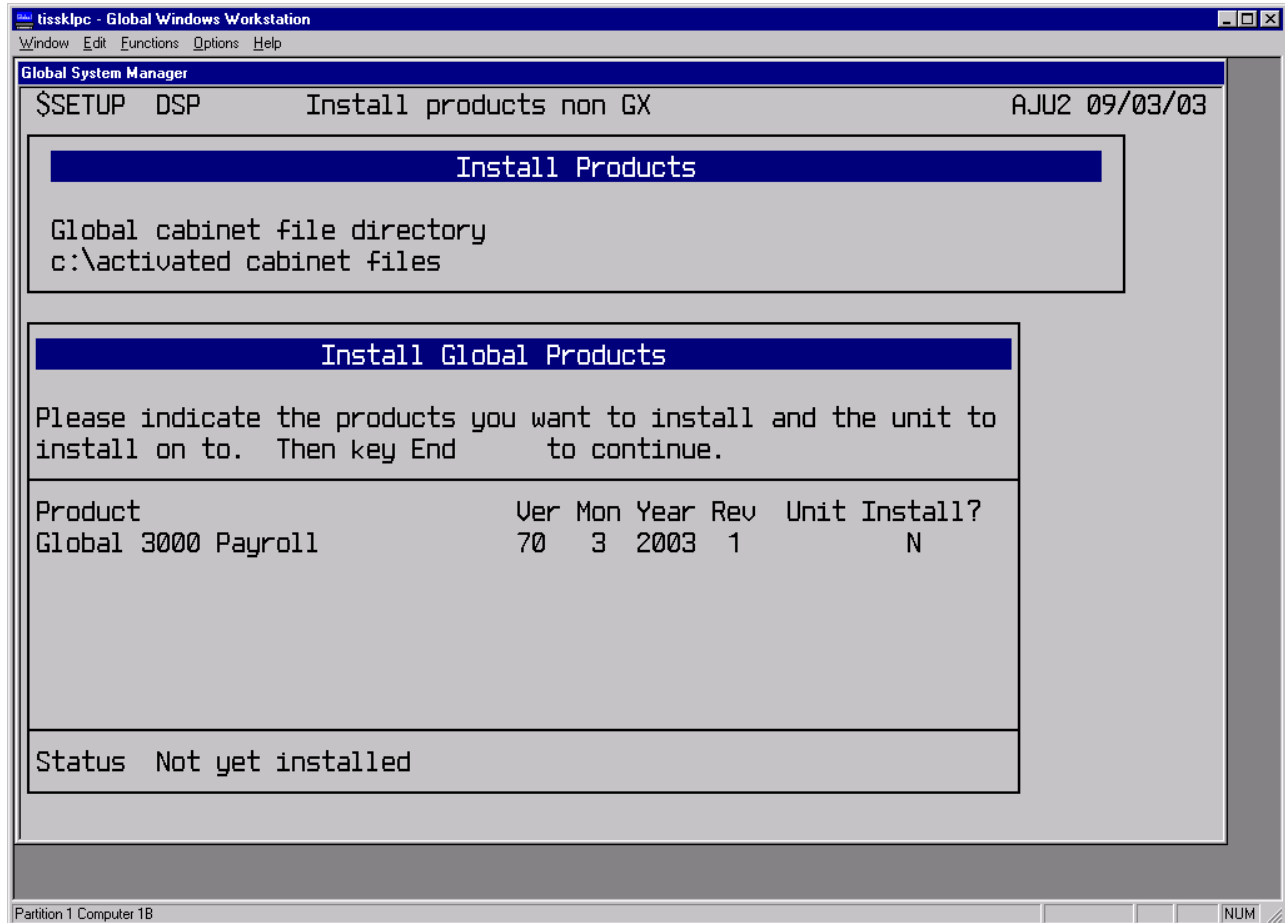 tissklpc - Global Windows Workstation
Window Edit Functions Options Help
Global System Manager
$SETUP DSP Install products non GX AJU2 09/03/03
Install Products
Global cabinet file directory
c:\activated cabinet files
Install Global Products
Please indicate the products you want to install and the unit to
install on to. Then key End to continue.
Product Ver Mon Year Rev Unit Install?
Global 3000 Payroll 70 3 2003 1 N
Status Not yet installed
Partition 1 Computer 1B NUM